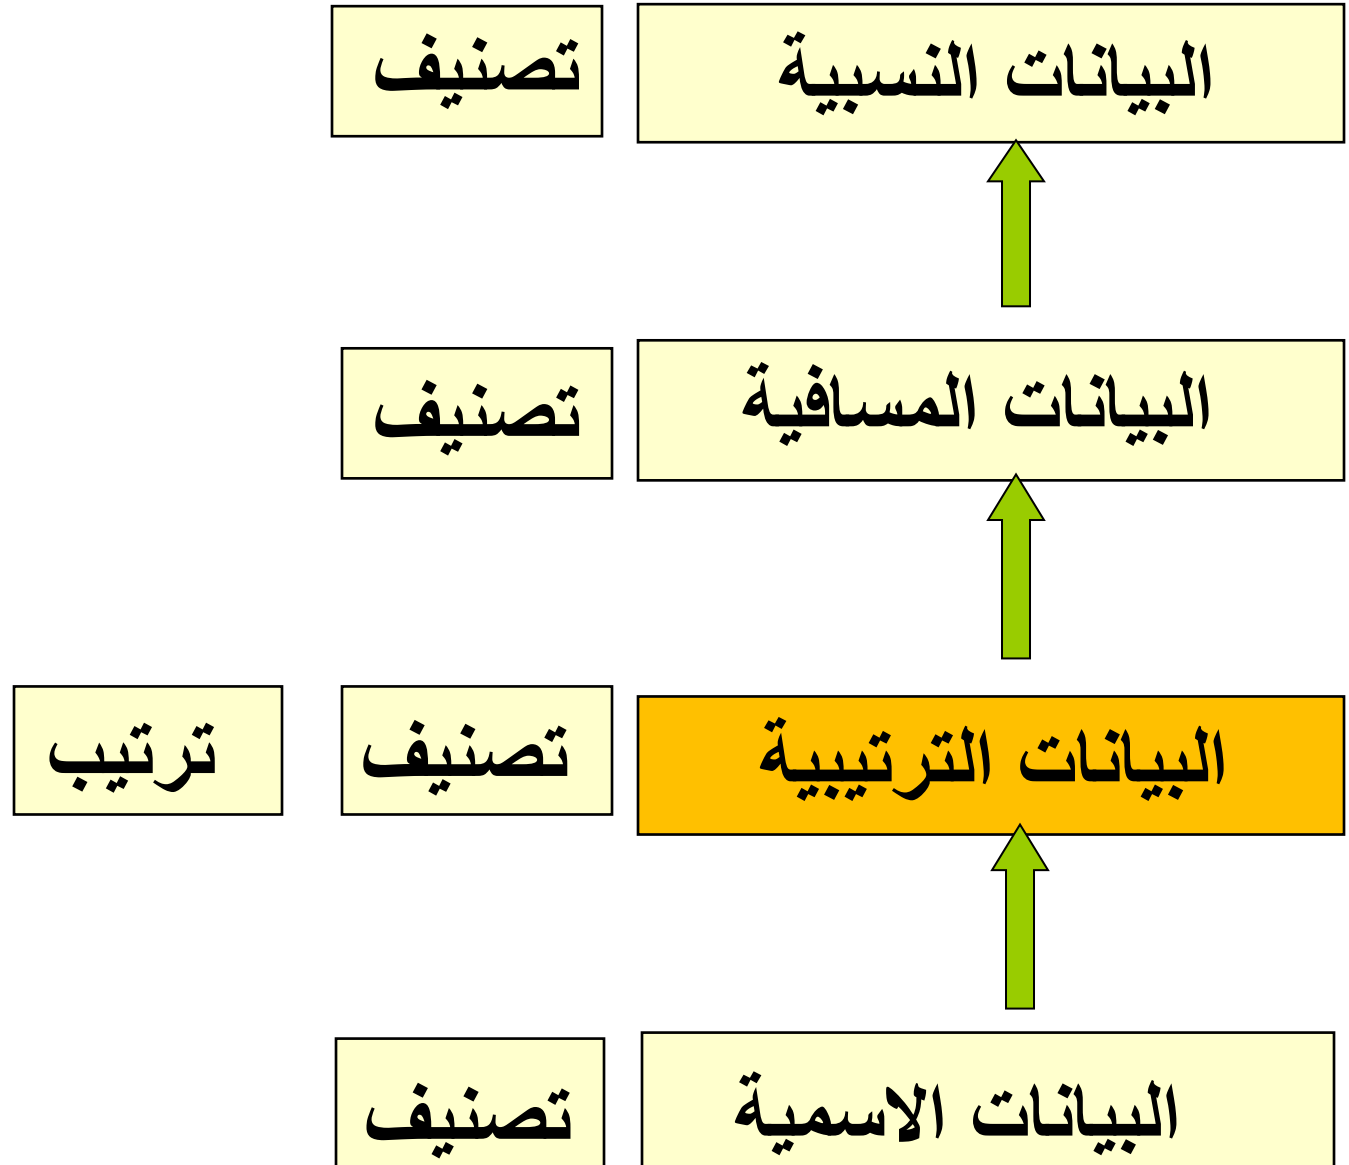 البيانات النسبية
تصنيف
البيانات المسافية
تصنيف
البيانات الترتيبية
تصنيف
ترتيب
البيانات الاسمية
تصنيف